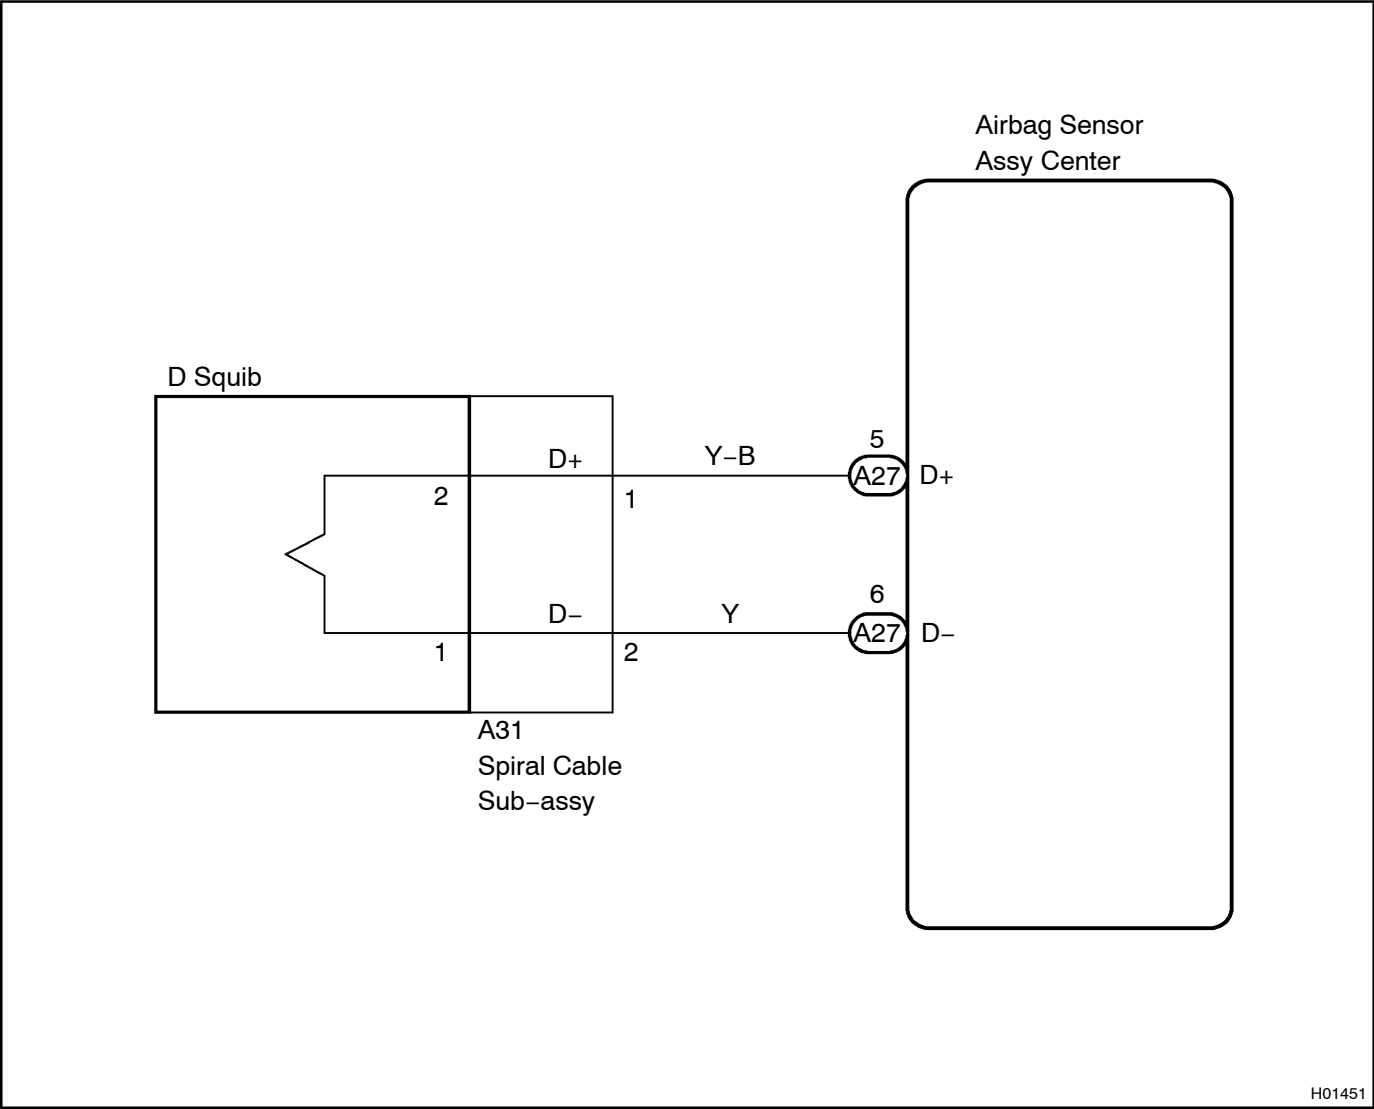 Airbag Sensor
Assy Center
D Squib
D+
Y−B
5
A27
D+
2
1
D−
Y
6
A27
D−
1
2
A31
Spiral Cable
Sub−assy
H01451